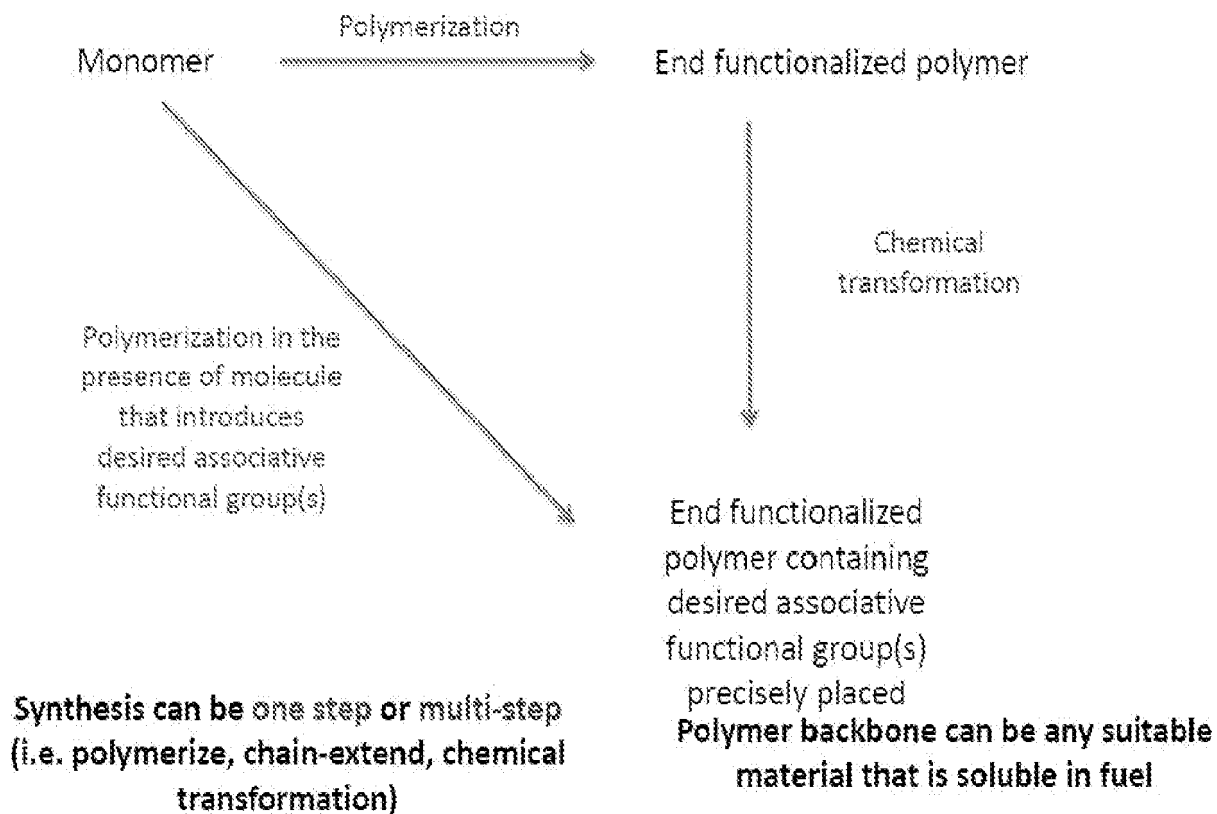 Polymerization
Monomer
End functionalized polymer
Chemical
transformation
Polymerization in the
presence of molecule
that introduces
desired associative
functional group(s)
End functionalized
polymer containing
desired associative
functional group(s)
precisely placed
Synthesis can be one step or multi-step
(i.e. polymerize, chain-extend, chemical
transformation)
Polymer backbone can be any suitable
material that is soluble in fuel